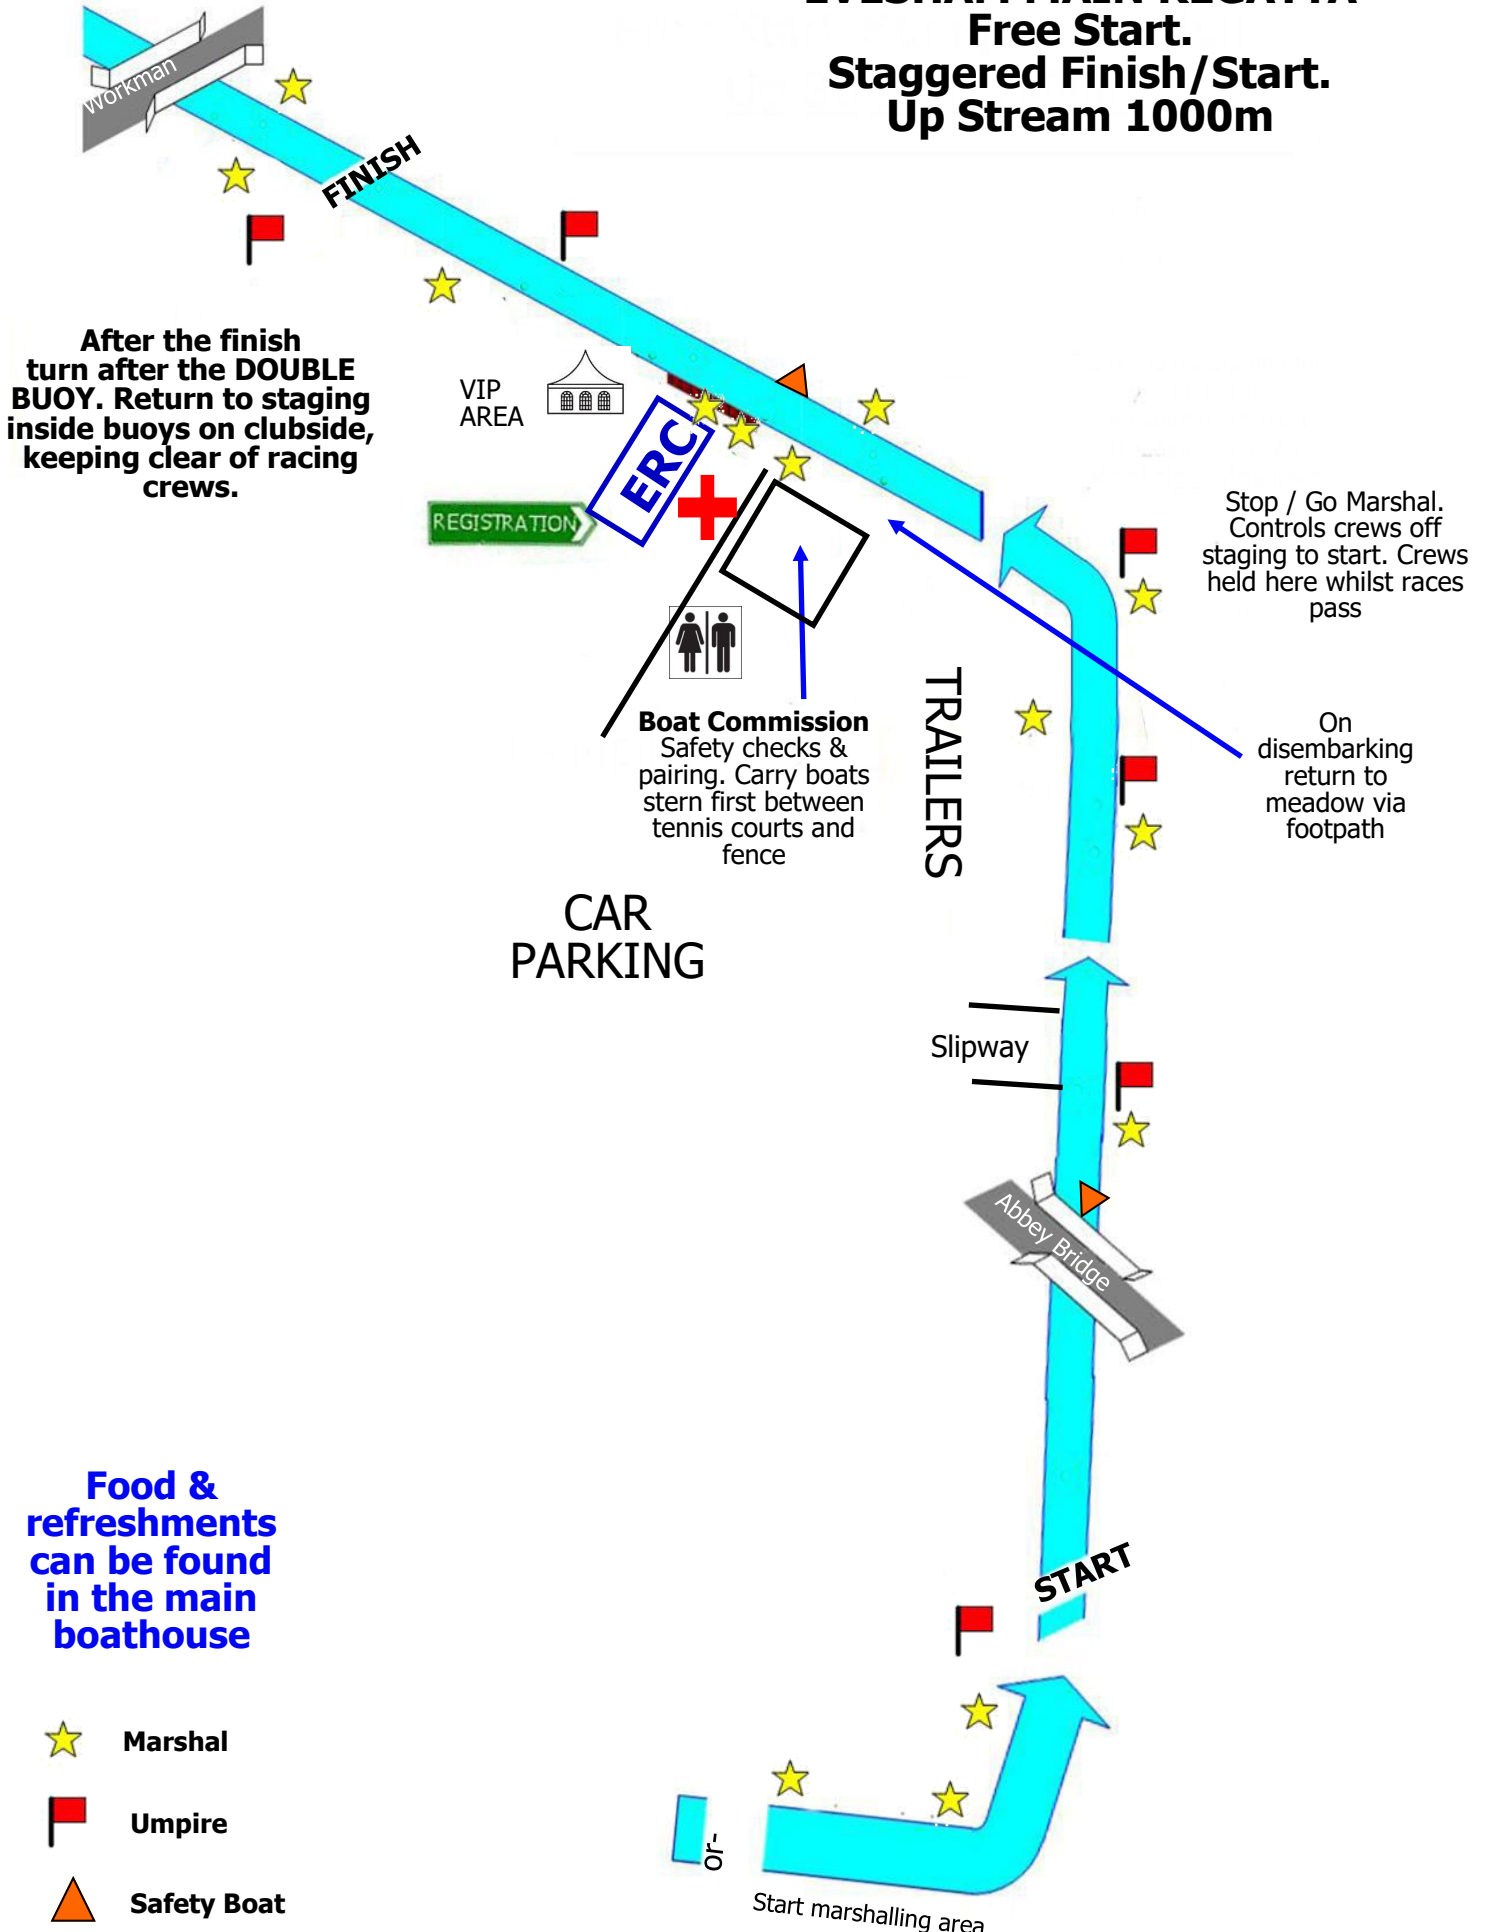 EVESHAM MAIN REGATTA
Free Start.
Staggered Finish/Start.
Up Stream 1000m
Workman
FINISH
After the finish
turn after the DOUBLE
BUOY. Return to staging
inside buoys on clubside,
keeping clear of racing
crews.
VIP
AREA
ERC
REGISTRATION
Stop / Go Marshal.
Controls crews off
staging to start. Crews
held here whilst races
pass
TRAILERS
Boat Commission
Safety checks &
pairing. Carry boats
stern first between
tennis courts and
fence
On
disembarking
return to
meadow via
footpath
CAR
PARKING
Slipway
Abbey Bridge
START
Food &
refreshments
can be found
in the main
boathouse
Marshal
Umpire
Safety Boat
or-
Start marshalling area